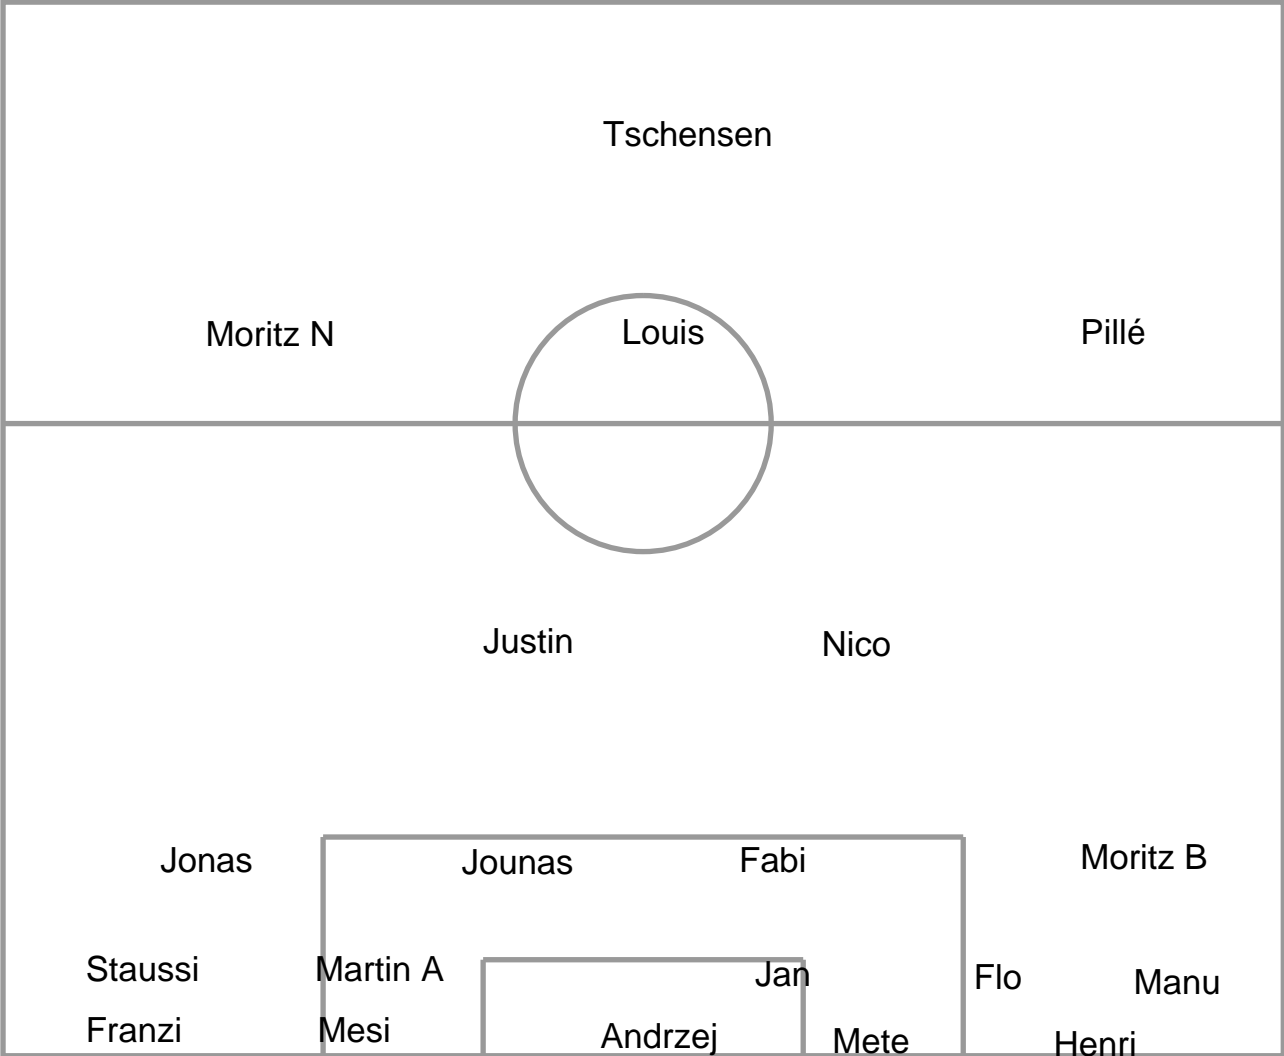 Tschensen
Moritz N Louis Pillé
Justin Nico
Jonas Jounas Fabi Moritz B
Staussi Martin A Jan Flo Manu
Franzi Mesi Andrzej Mete Henri